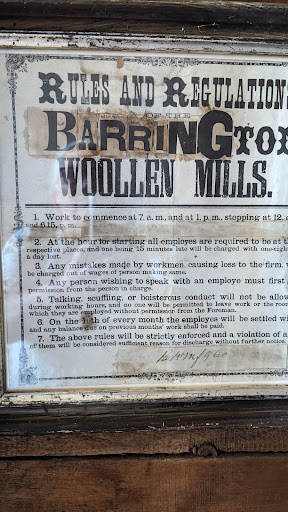 RULES AND REGULATION
OF THE
BARRINGTO
WOOLLEN MILLS.
1. Work to commence at 7, a. m., and at 1, p. m., stopping at 12,
and 6.15, p. m.
2. At the hour for starting all employes are required to be at th
respective places, and one being 15 minutes late will be charged with one-eigh
a day lost.
3. Any mistakes made by workmen, causing loss to the firm,
be charged out of wages of person making same.
4. Any person wishing to speak with an employe must first
permission from the person in charge.
5. Talking, scuffling, or boisterous conduct will not be allow
during working hours, and no one will be permitted to leave work or the roo
which they are employed without permission from the Foreman.
6. On the th of every month the employes will be settled wi
and any balance due on previous months' work shall be paid.
7. The above rules will be strictly enforced and a violation of a
of them will be considered sufficient reason for discharge without further notice.